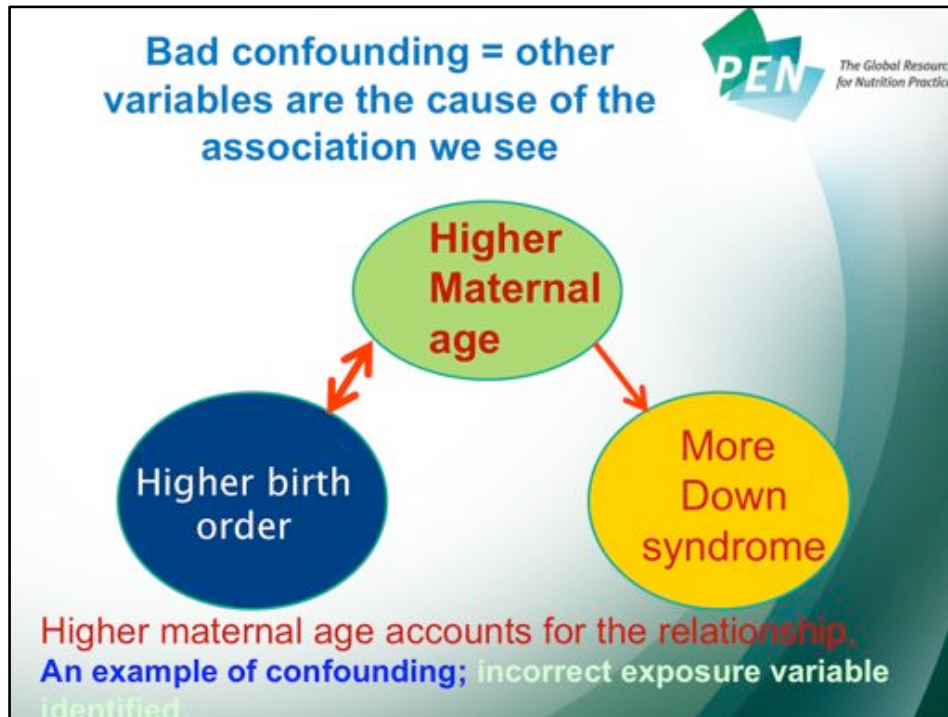 Bad confounding = other
variables are the cause of the
association we see
PEN
The Global Resourc
for Nutrition Practice
Higher
Maternal
age
Higher birth
order
More
Down
syndrome
Higher maternal age accounts for the relationship.
An example of confounding; incorrect exposure variable
identified.